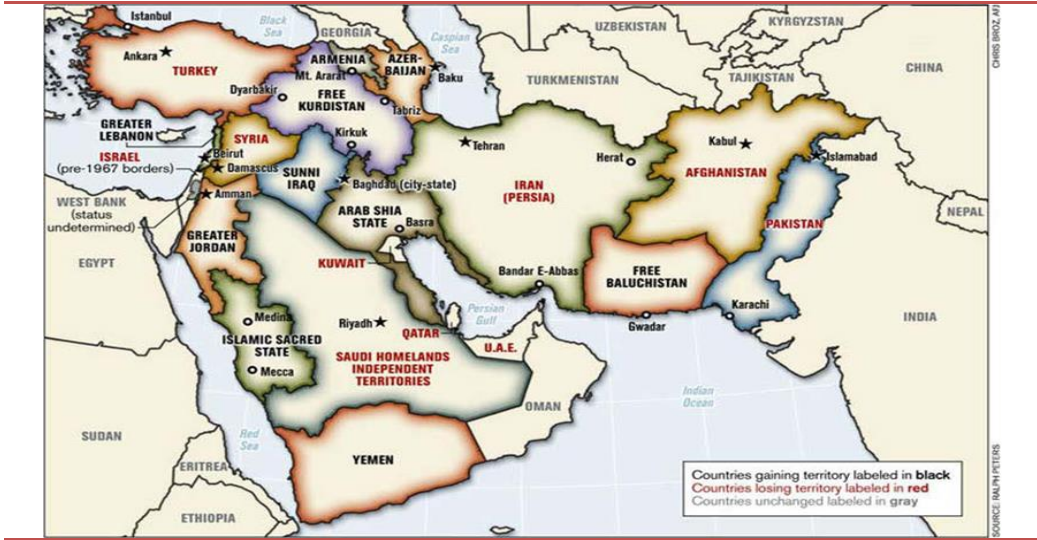 Istanbul
Black
Sea
GEORGIA
Caspian
Sea
UZBEKISTAN
KYRGYZSTAN
CHINA
Ankara
TURKEY
ARMENIA
AZER-
BAIJAN
Mt. Ararat
Baku
TURKMENISTAN
TAJIKISTAN
Dyarbakir
FREE
KURDISTAN
Tabriz
GREATER
LEBANON
SYRIA
Kirkuk
Tehran
Herat
Kabul
Islamabad
ISRAEL
(pre-1967 borders)
Beirut
Damascus
SUNNI
IRAQ
Baghdad (city-state)
IRAN
(PERSIA)
AFGHANISTAN
WEST BANK
(status
undetermined)
Amman
ARAB SHIA
STATE
Basra
PAKISTAN
NEPAL
GREATER
JORDAN
EGYPT
KUWAIT
Bandar E-Abbas
FREE
BALUCHISTAN
Karachi
Gwadar
INDIA
Medina
ISLAMIC SACRED
STATE
Mecca
Riyadh
Persian
Gulf
QATAR
U.A.E.
SAUDI HOMELANDS
INDEPENDENT
TERRITORIES
OMAN
Indian
Ocean
SUDAN
Red
Sea
YEMEN
ERITREA
ETHIOPIA
Countries gaining territory labeled in black
Countries losing territory labeled in red
Countries unchanged labeled in gray
CHRIS BROZ,
SOURCE: RALPH PETERS